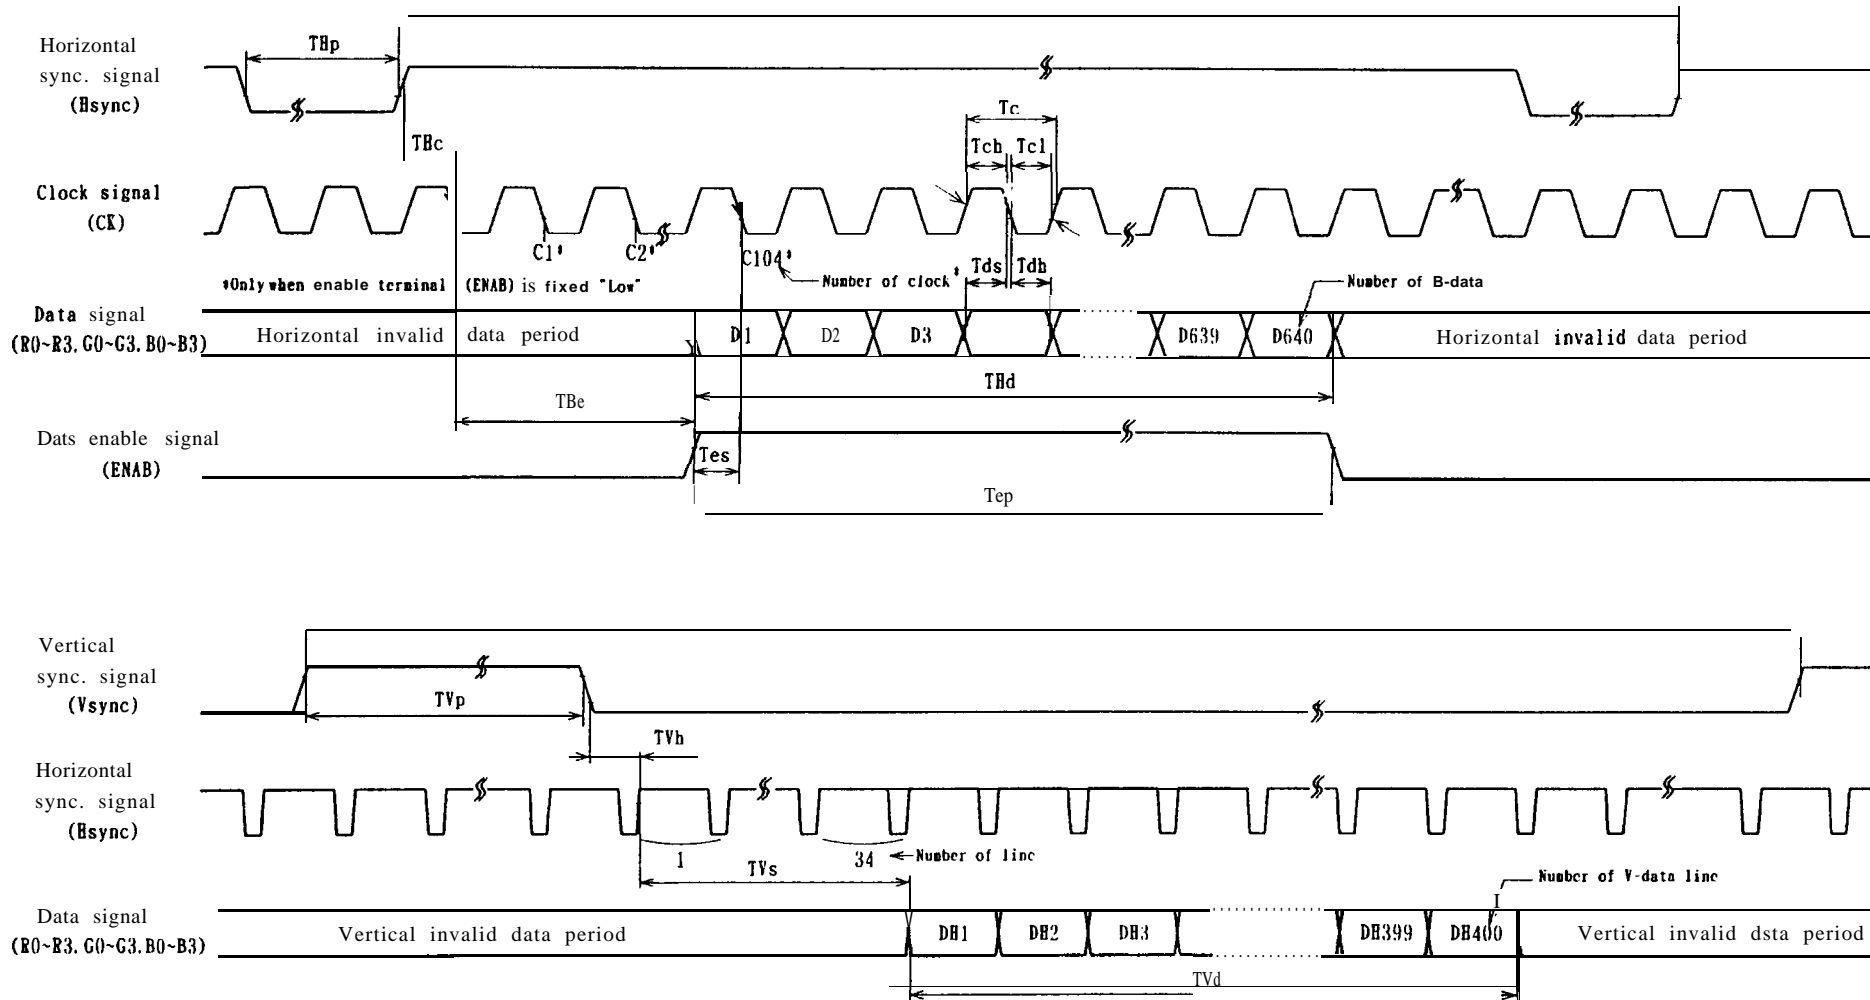 Horizontal
sync. signal
(Hsync)
THp
THc
Tc
Tch
Tcl
Clock signal
(CK)
C1*
C2*
C104*
Number of clock*
Tds
Tdh
*Only when enable terminal (ENAB) is fixed "Low"
Number of B-data
Data signal
(R0~R3. G0~G3. B0~B3)
Horizontal invalid data period
D1
D2
D3
D639
D640
Horizontal invalid data period
THd
TBe
Dats enable signal
(ENAB)
Tes
Tep
Vertical
sync. signal
(Vsync)
TVp
TVh
Horizontal
sync. signal
(Hsync)
1
34
Number of line
TVs
Number of V-data line
Data signal
(R0~R3. G0~G3. B0~B3)
Vertical invalid data period
DH1
DH2
DH3
DH399
DH400
Vertical invalid dsta period
TVd